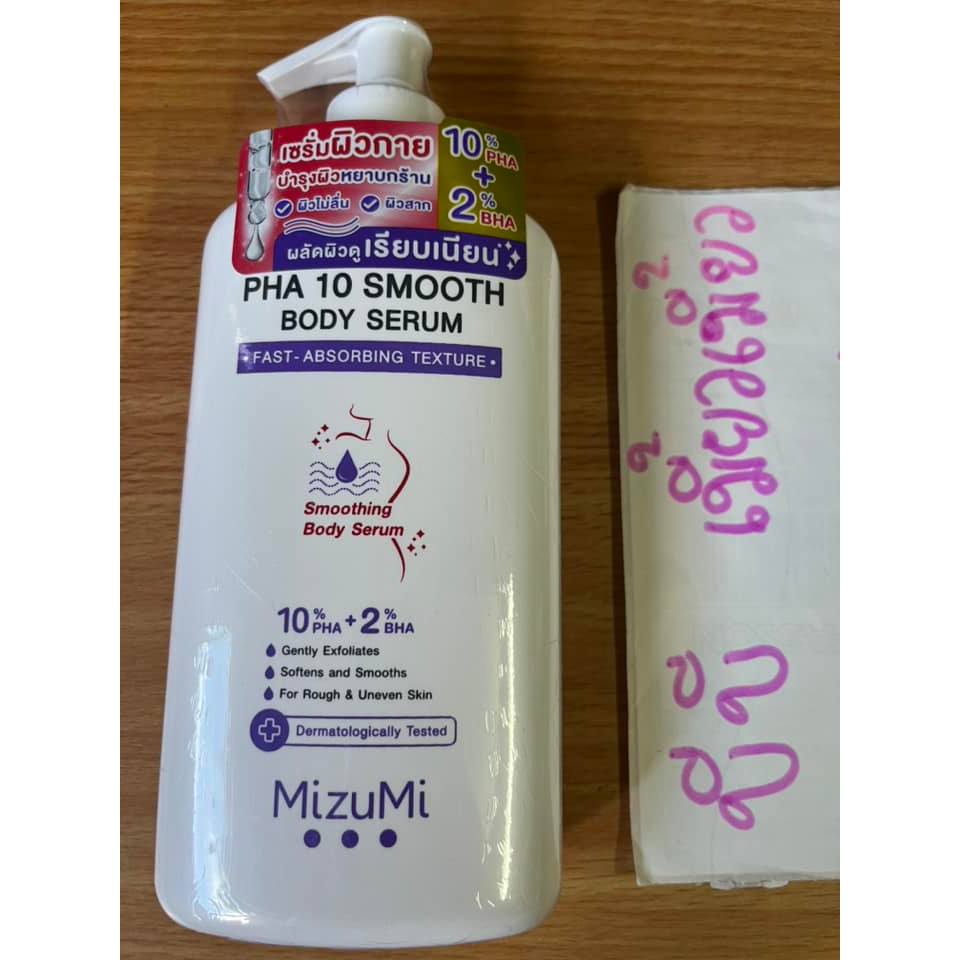 เซรั่มผิวกาย
บำรุงผิวหยาบกร้าน
ผิวไม่ลื่น ผิวสาก
10% PHA
+
2% BHA
ผลัดผิวดูเรียบเนียน
PHA 10 SMOOTH
BODY SERUM
• FAST-ABSORBING TEXTURE •
Smoothing
Body Serum
10% PHA + 2% BHA
Gently Exfoliates
Softens and Smooths
For Rough & Uneven Skin
Dermatologically Tested
MizuMi